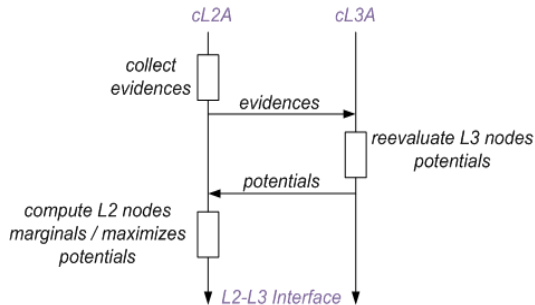 cL2A
cL3A
collect
evidences
evidences
reevaluate L3 nodes
potentials
potentials
compute L2 nodes
marginals / maximizes
potentials
L2-L3 Interface